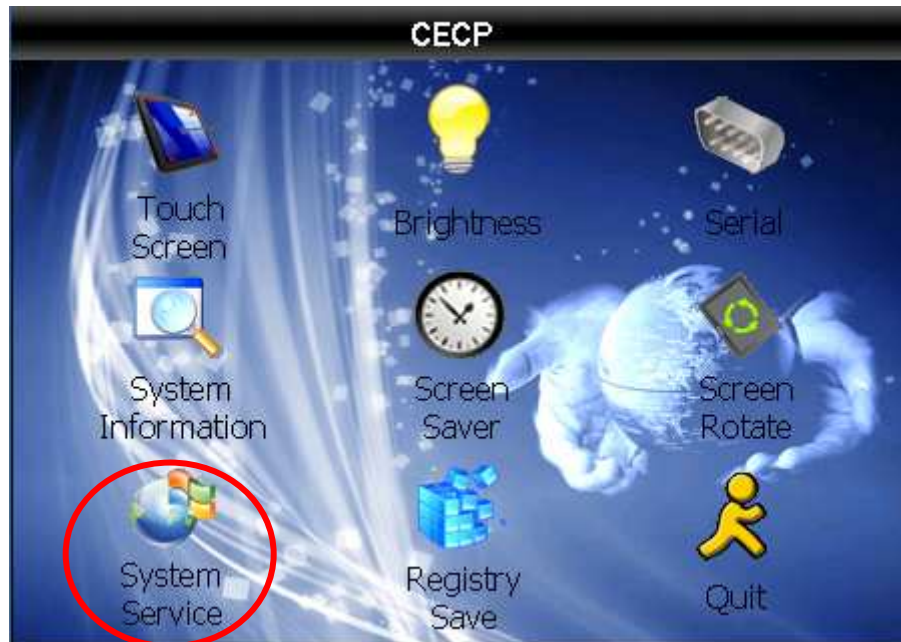 CECP
Touch
Screen
Brightness
Serial
System
Information
Screen
Saver
Screen
Rotate
System
Service
Registry
Save
Quit